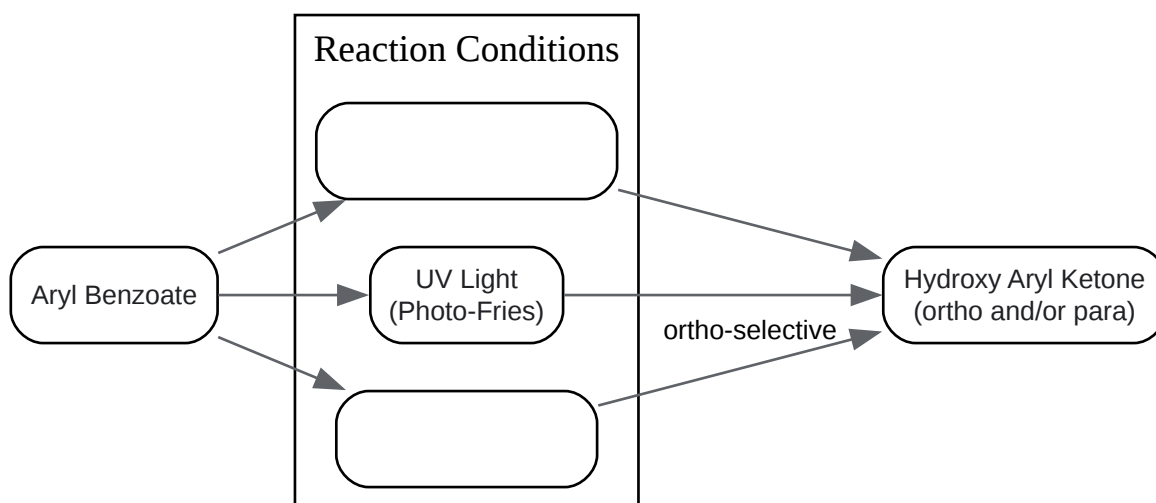 Reaction Conditions
Aryl Benzoate
UV Light
(Photo-Fries)
ortho-selective
Hydroxy Aryl Ketone
(ortho and/or para)